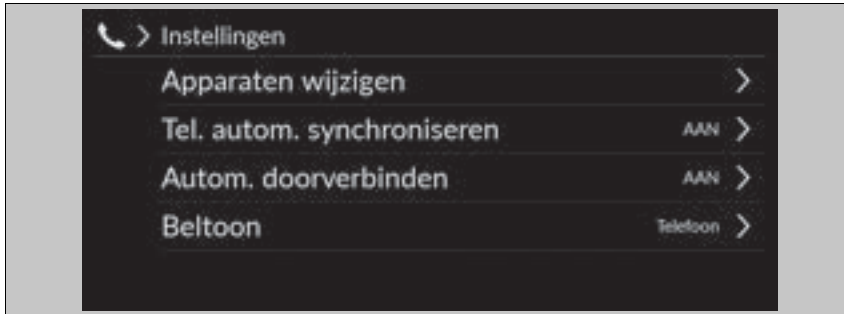 Instellingen
Apparaten wijzigen
Tel. autom. synchroniseren AAN
Autom. doorverbinden AAN
Beltoon Telefoon